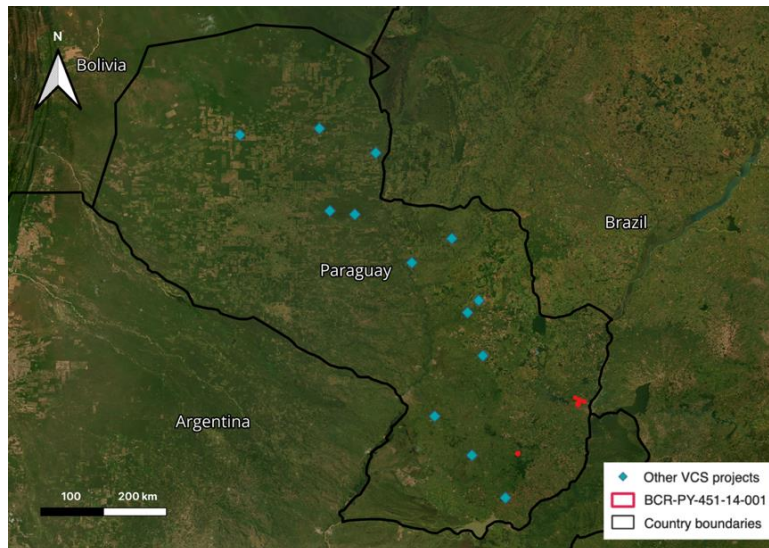 N
Bolivia
Brazil
Paraguay
Argentina
100 200 km
Other VCS projects
BCR-PY-451-14-001
Country boundaries